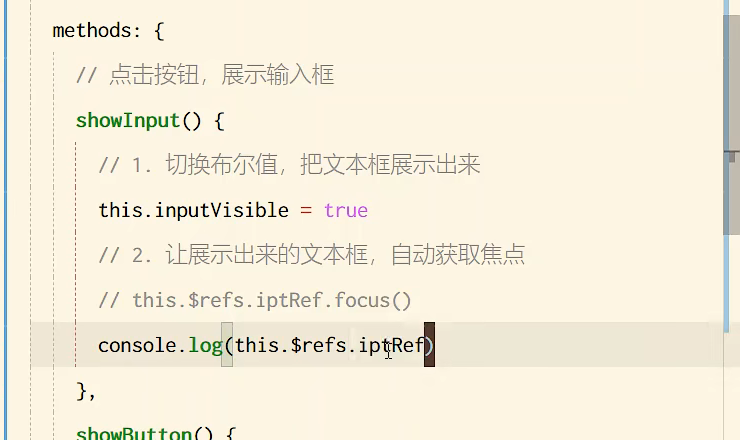 methods: {
// 点击按钮，展示输入框
showInput() {
// 1. 切换布尔值，把文本框展示出来
this.inputVisible = true
// 2. 让展示出来的文本框，自动获取焦点
// this.$refs.iptRef.focus()
console.log(this.$refs.iptRef)
},
showButton() {